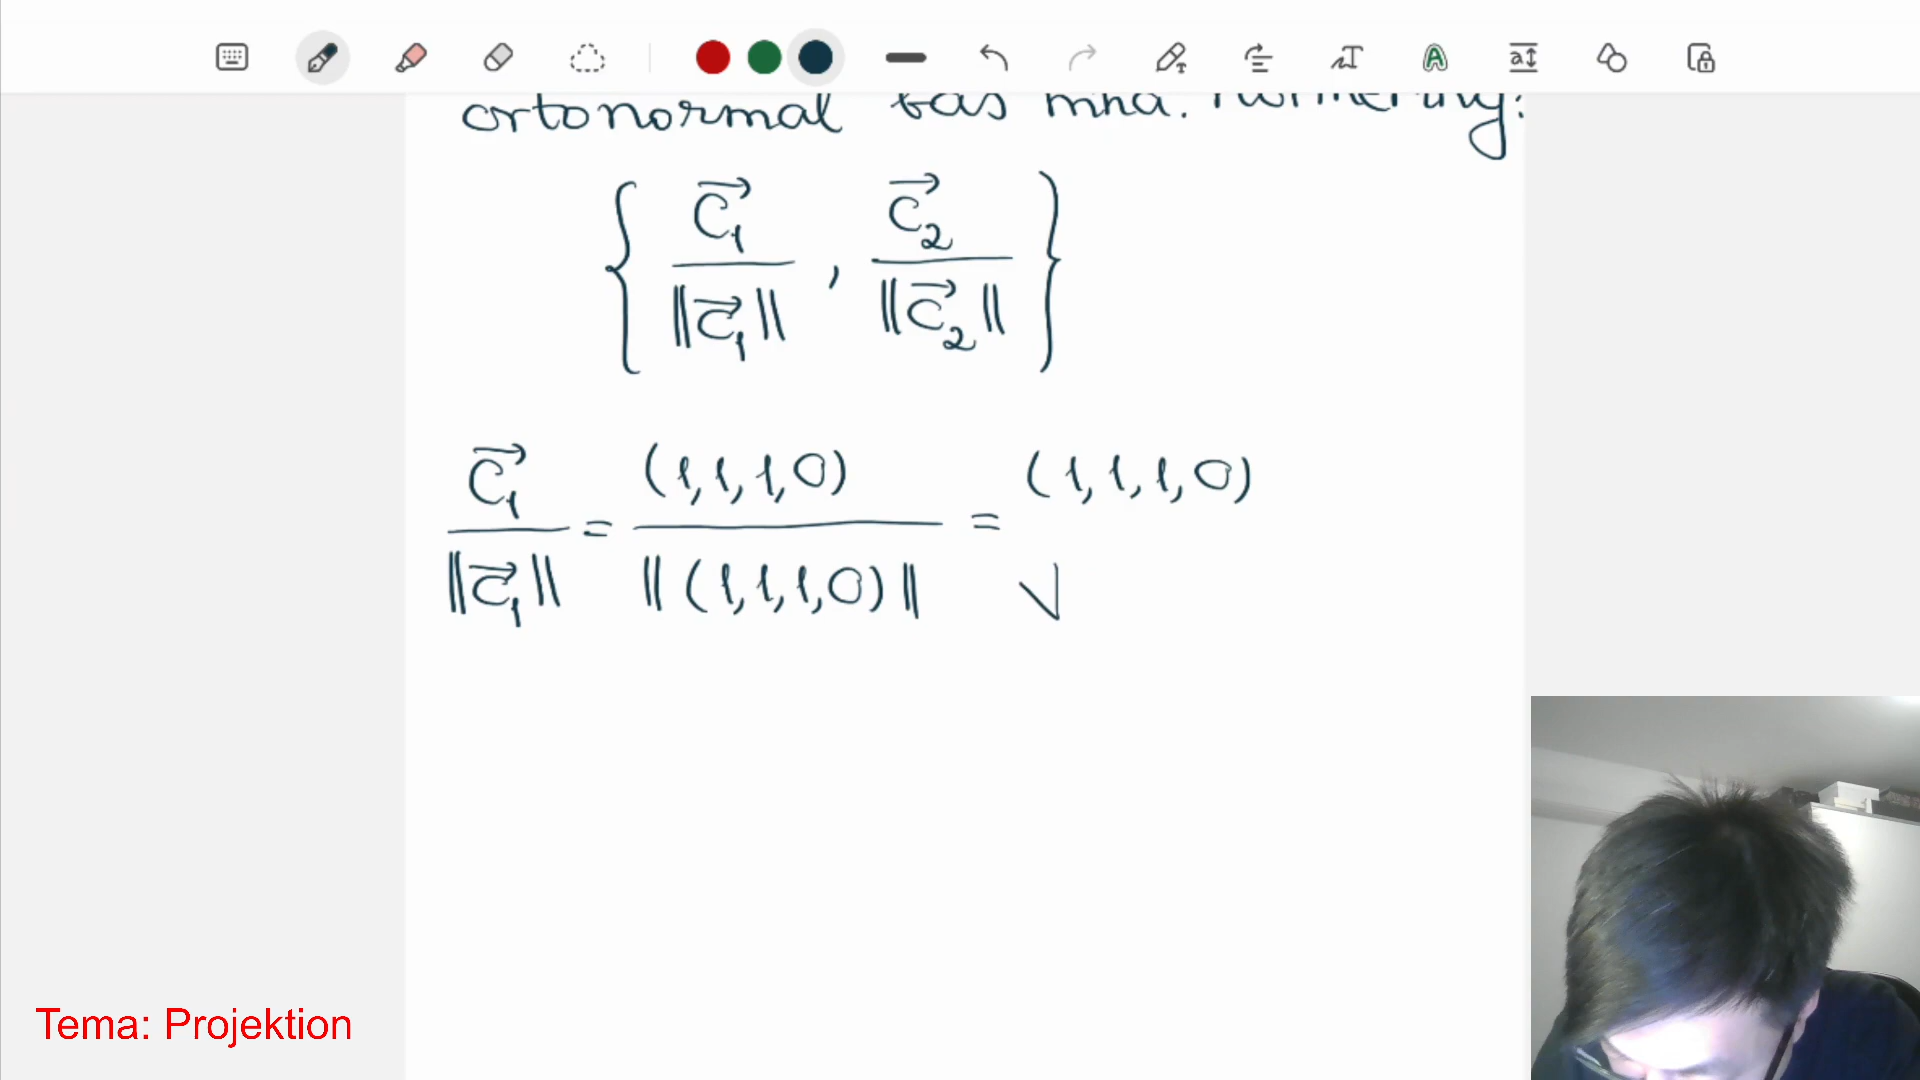 ortonormal bas mha. normering:
{ c⃗₁ / ‖c⃗₁‖ , c⃗₂ / ‖c⃗₂‖ }
c⃗₁ / ‖c⃗₁‖ = (1,1,1,0) / ‖(1,1,1,0)‖ = (1,1,1,0) √
Tema: Projektion